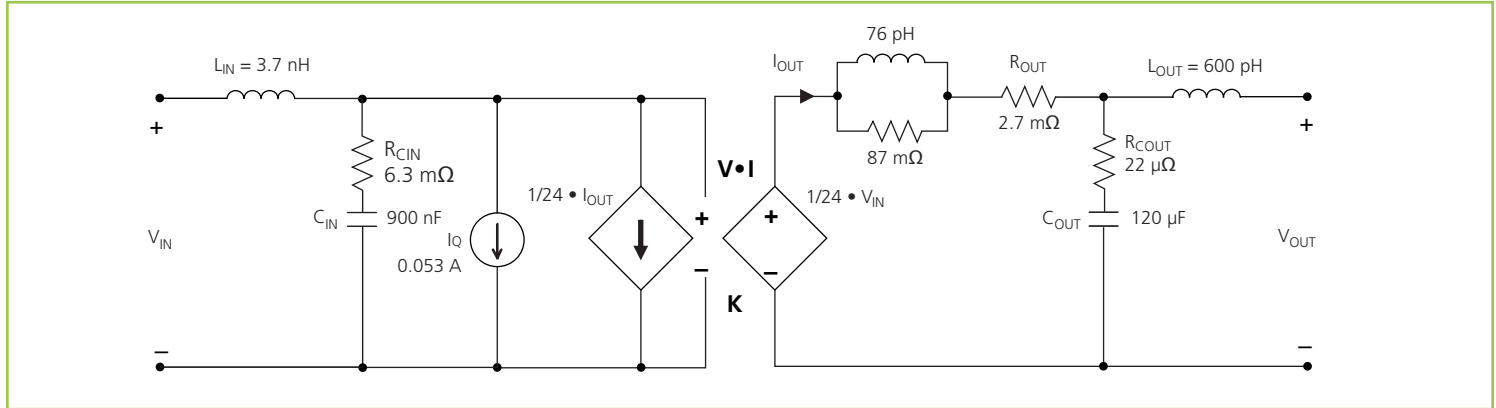 L_IN = 3.7 nH
R_CIN
6.3 mΩ
C_IN
900 nF
V_IN
+
−
I_Q
0.053 A
1/24 • I_OUT
V•I
+
−
K
+
−
1/24 • V_IN
I_OUT
76 pH
87 mΩ
R_OUT
2.7 mΩ
L_OUT = 600 pH
R_COUT
22 µΩ
C_OUT
120 µF
+
V_OUT
−